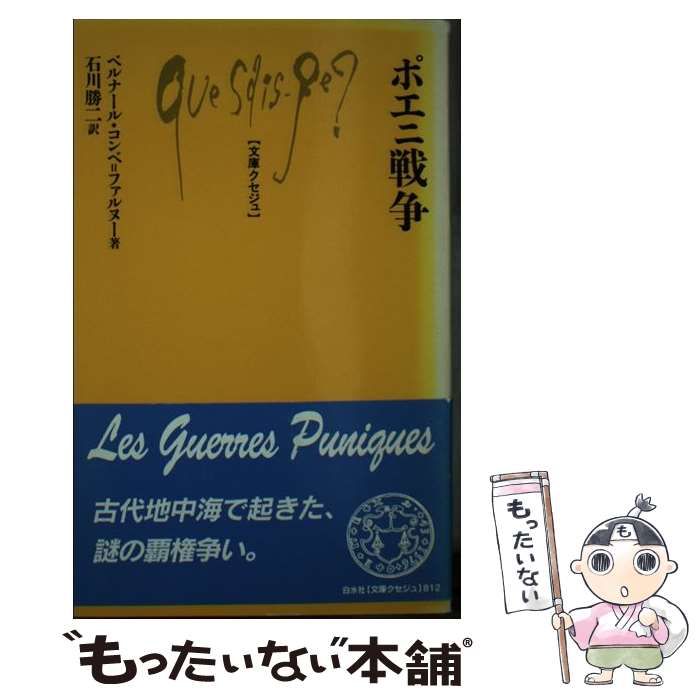 ポエニ戦争
Que sais-je?
【文庫クセジュ】
ベルナール・コンベ=ファルヌー著
石川勝二訳
Les Guerres Puniques
古代地中海で起きた、
謎の覇権争い。
白水社【文庫クセジュ】812
もったいない
も
"もったいない"本舗®